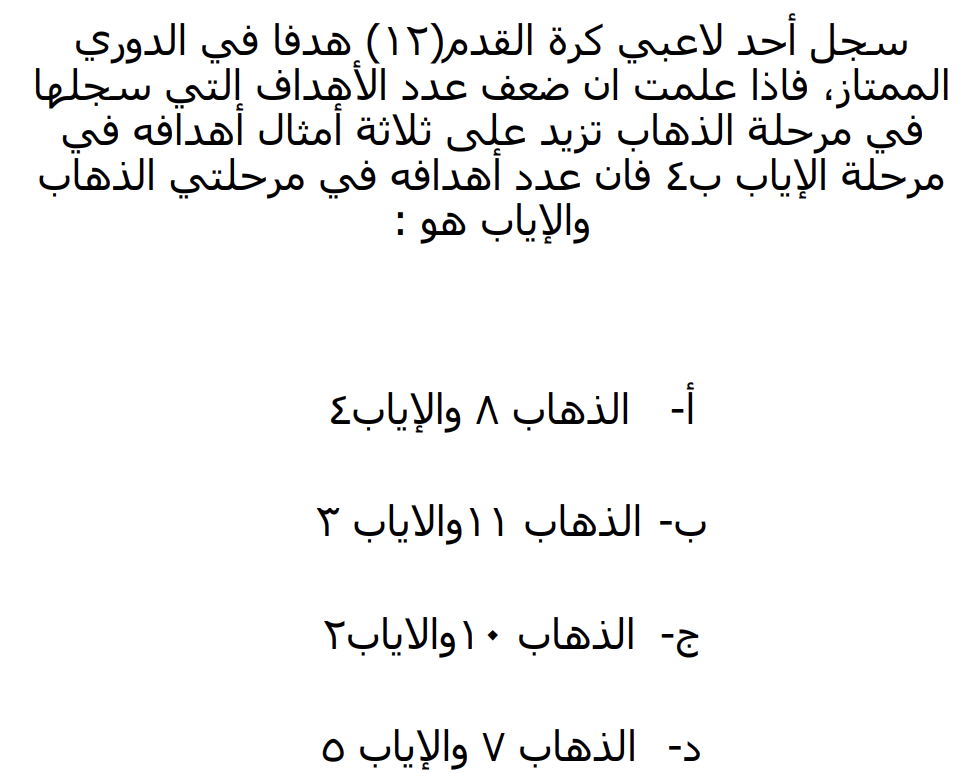 سجل أحد لاعبي كرة القدم(١٢) هدفا في الدوري
الممتاز، فاذا علمت ان ضعف عدد الأهداف التي سجلها
في مرحلة الذهاب تزيد على ثلاثة أمثال أهدافه في
مرحلة الإياب ب٤ فان عدد أهدافه في مرحلتي الذهاب
والإياب هو :
أ- الذهاب ٨ والإياب٤
ب- الذهاب ١١والاياب ٣
ج- الذهاب ١٠والاياب٢
د- الذهاب ٧ والإياب ٥